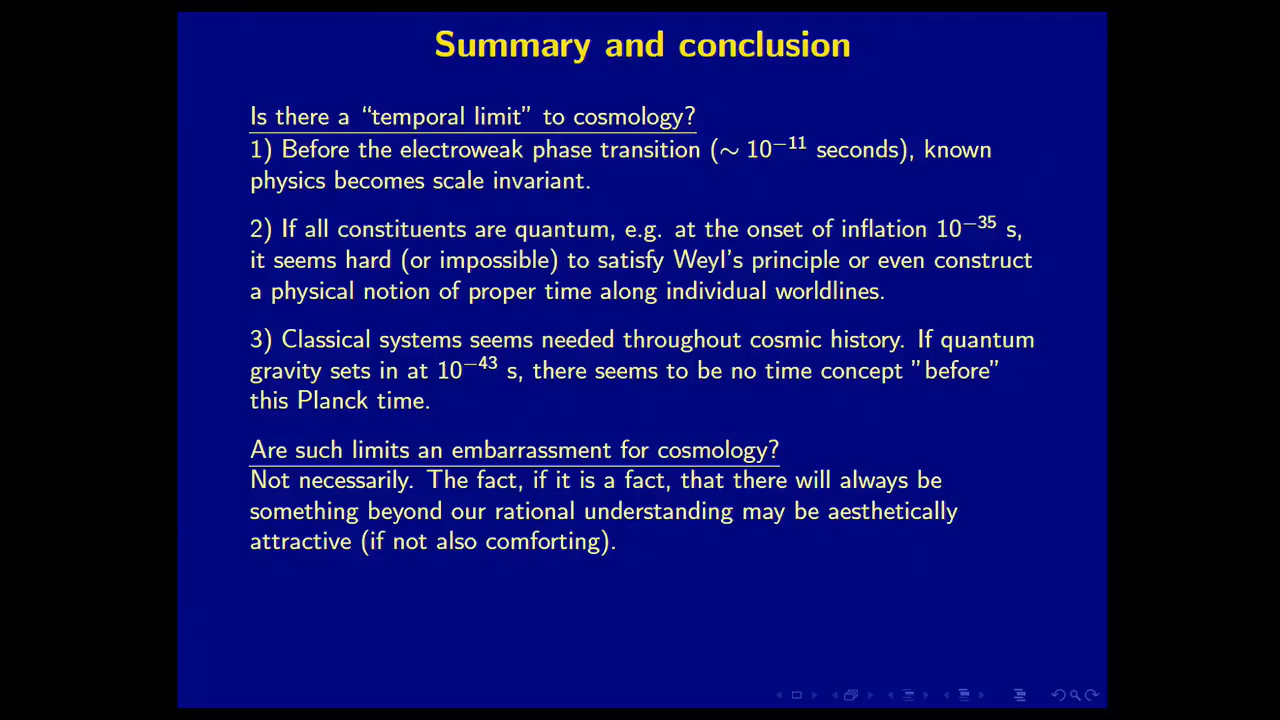 Summary and conclusion
Is there a “temporal limit” to cosmology?
1) Before the electroweak phase transition (∼ 10⁻¹¹ seconds), known
physics becomes scale invariant.
2) If all constituents are quantum, e.g. at the onset of inflation 10⁻³⁵ s,
it seems hard (or impossible) to satisfy Weyl's principle or even construct
a physical notion of proper time along individual worldlines.
3) Classical systems seems needed throughout cosmic history. If quantum
gravity sets in at 10⁻⁴³ s, there seems to be no time concept ”before”
this Planck time.
Are such limits an embarrassment for cosmology?
Not necessarily. The fact, if it is a fact, that there will always be
something beyond our rational understanding may be aesthetically
attractive (if not also comforting).